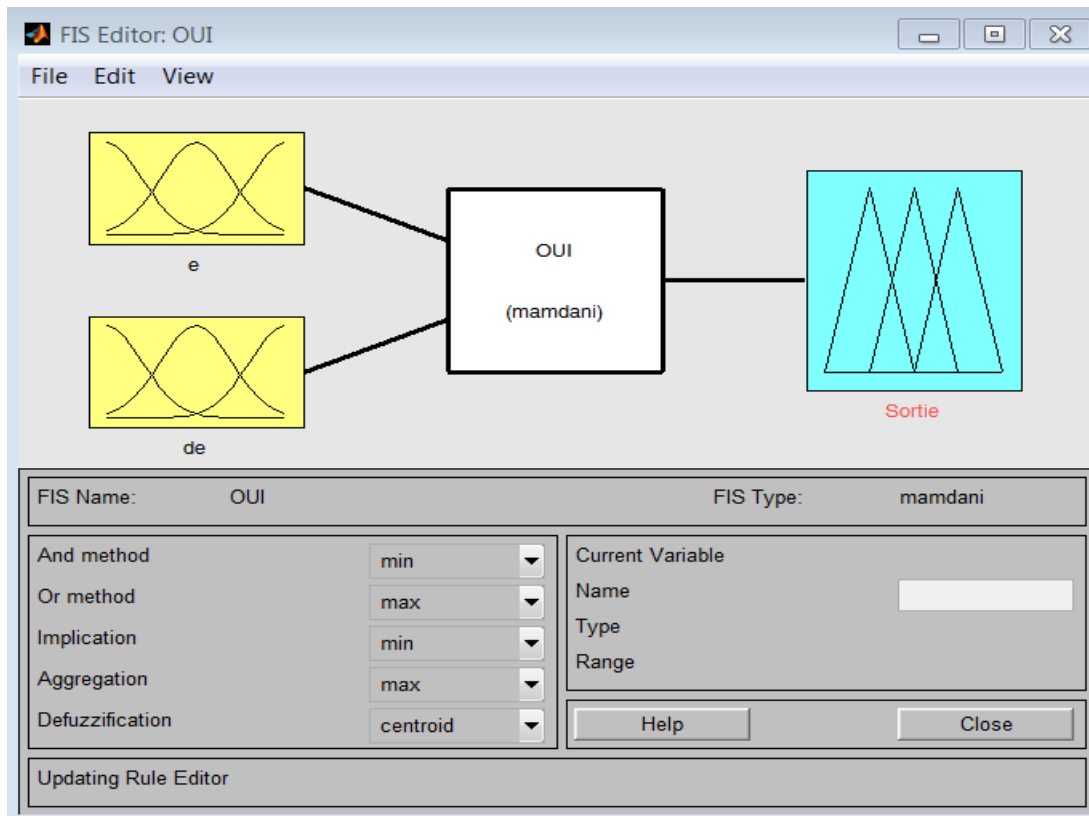 FIS Editor: OUI
File Edit View
e
de
OUI
(mamdani)
Sortie
FIS Name: OUI FIS Type: mamdani
And method min
Or method max
Implication min
Aggregation max
Defuzzification centroid
Current Variable
Name
Type
Range
Help Close
Updating Rule Editor